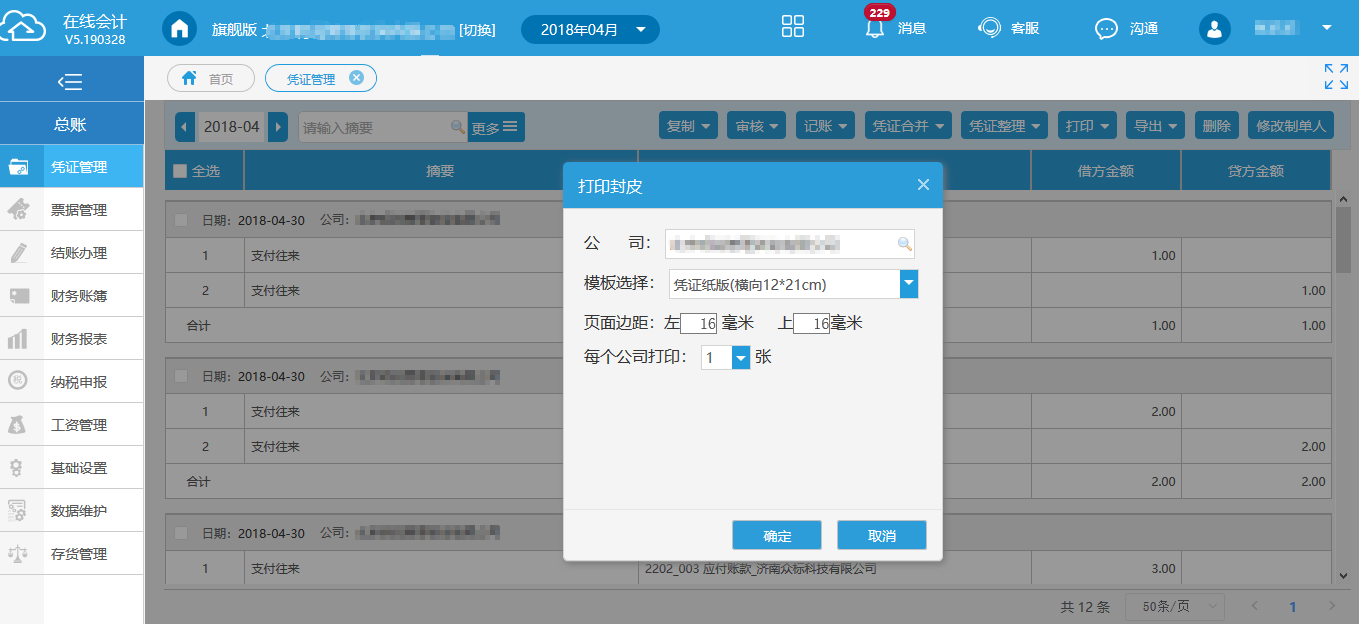 在线会计
V5.190328
旗舰版
[切换]
2018年04月
229
消息
客服
沟通
首页
凭证管理
总账
凭证管理
票据管理
结账办理
财务账簿
财务报表
税
纳税申报
工资管理
基础设置
数据维护
存货管理
2018-04
请输入摘要
更多
复制
审核
记账
凭证合并
凭证整理
打印
导出
删除
修改制单人
全选
摘要
借方金额
贷方金额
日期: 2018-04-30 公司:
1 支付往来 1.00
2 支付往来 1.00
合计 1.00 1.00
日期: 2018-04-30 公司:
1 支付往来 2.00
2 支付往来 2.00
合计 2.00 2.00
日期: 2018-04-30 公司:
1 支付往来 2202_003 应付账款_济南众标科技有限公司 3.00
共 12 条 50条/页 1
打印封皮
公 司:
模板选择: 凭证纸版(横向12*21cm)
页面边距: 左 16 毫米 上 16 毫米
每个公司打印: 1 张
确定
取消